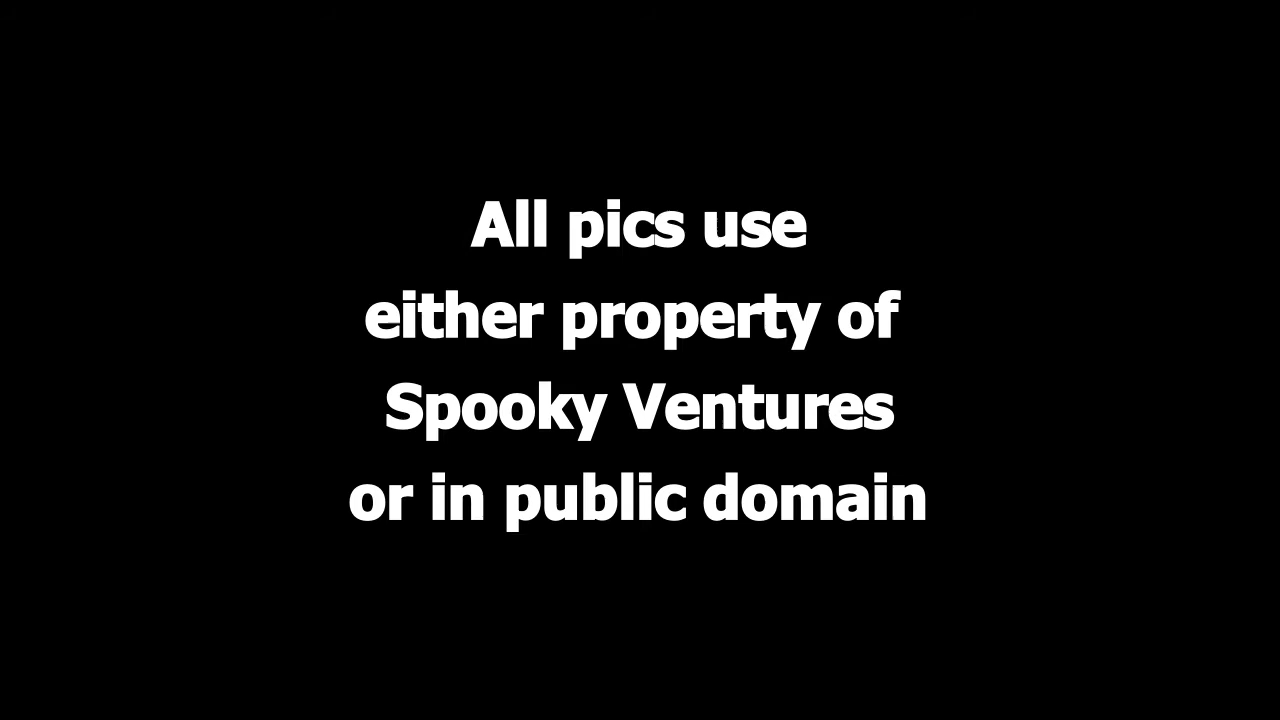 All pics use
either property of
Spooky Ventures
or in public domain